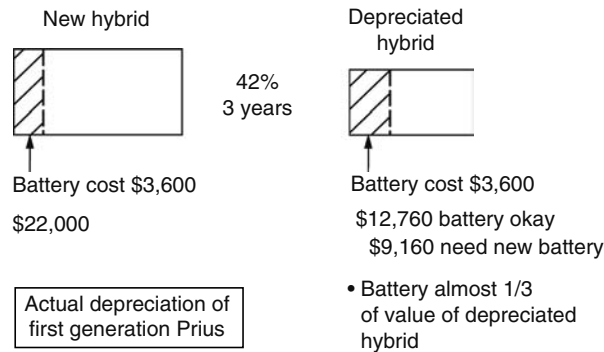 New hybrid
42%
3 years
Depreciated
hybrid
Battery cost $3,600
$22,000
Battery cost $3,600
$12,760 battery okay
$9,160 need new battery
Actual depreciation of
first generation Prius
• Battery almost 1/3
of value of depreciated
hybrid